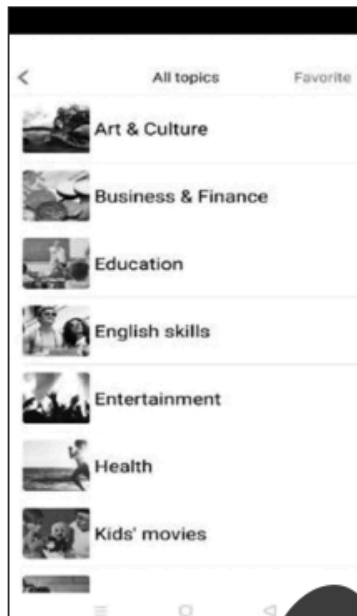 All topics Favorite
Art & Culture
Business & Finance
Education
English skills
Entertainment
Health
Kids' movies